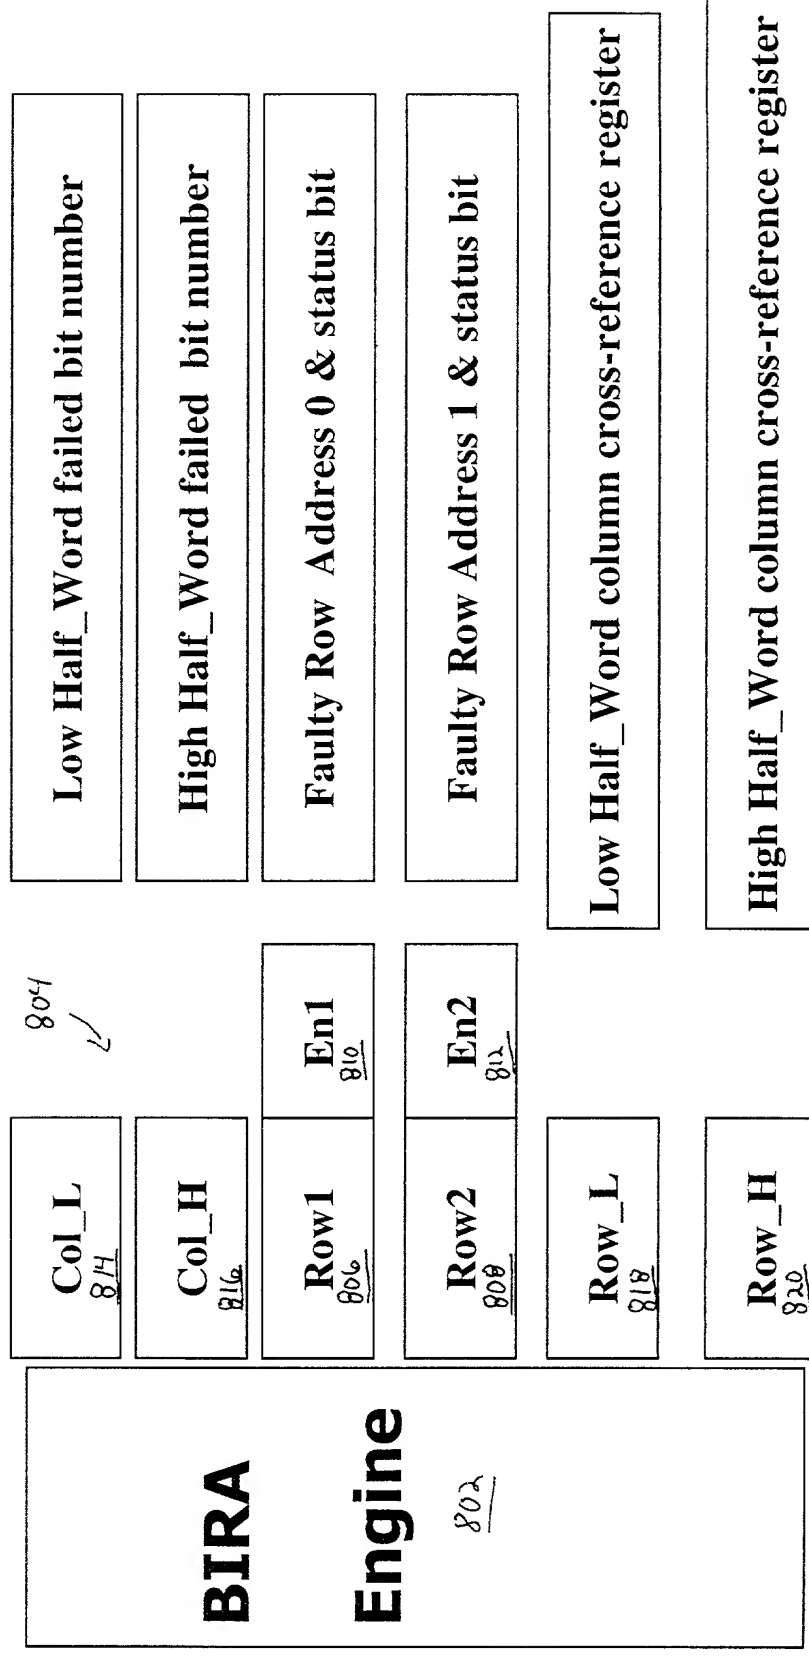 BIRA
Engine
802
804
Col_L
814
Low Half_Word failed bit number
Col_H
816
High Half_Word failed bit number
Row1
806
En1
810
Faulty Row Address 0 & status bit
Row2
808
En2
812
Faulty Row Address 1 & status bit
Row_L
818
Low Half_Word column cross-reference register
Row_H
820
High Half_Word column cross-reference register